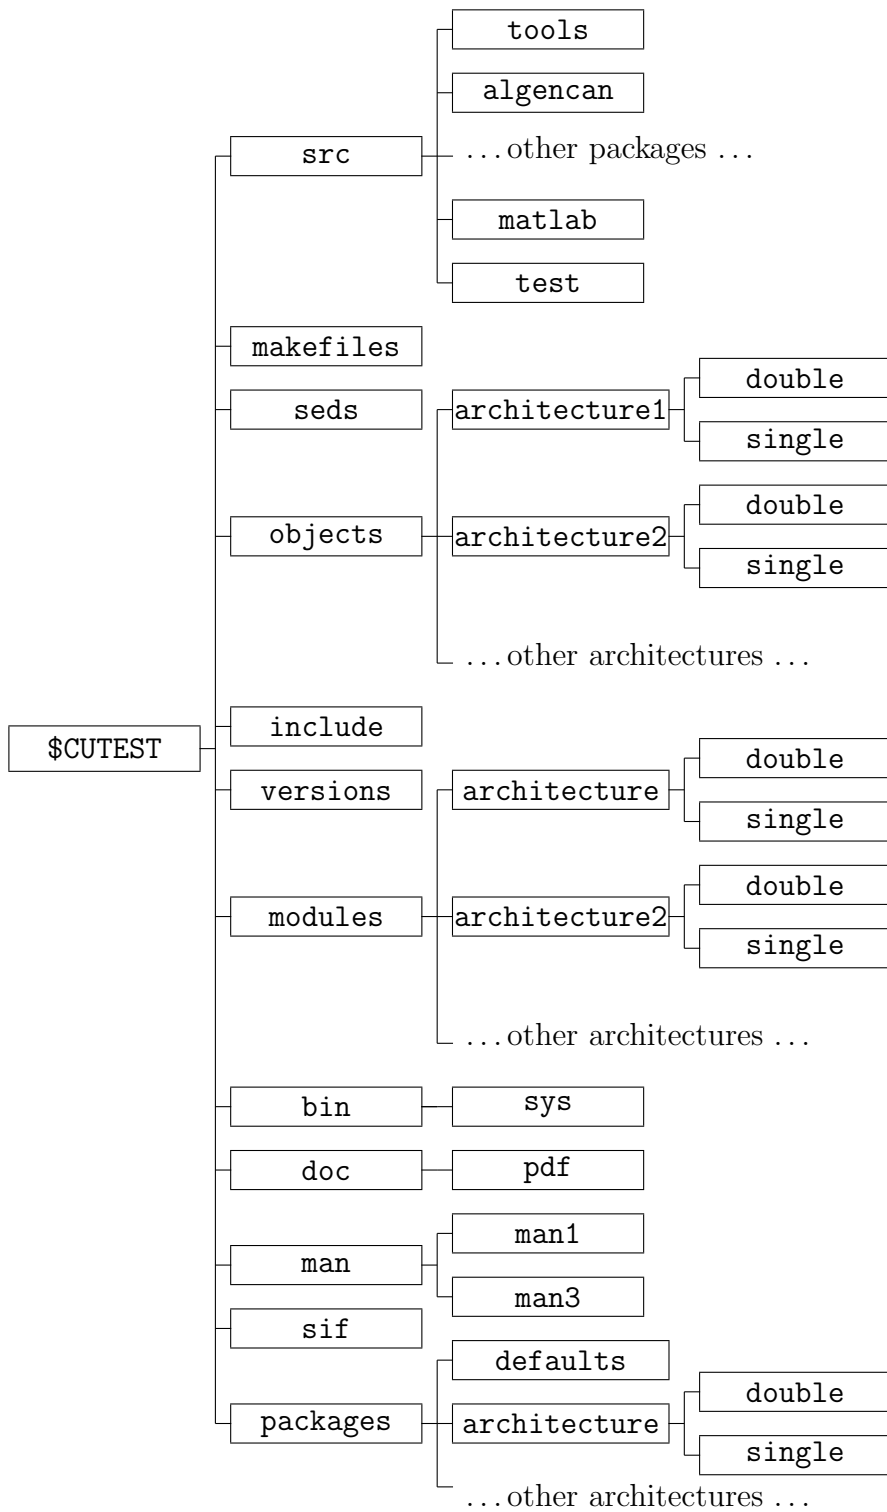 tools
algencan
src
...other packages ...
matlab
test
makefiles
double
seds
architecture1
single
double
objects
architecture2
single
...other architectures ...
include
$CUTEST
double
versions
architecture
single
double
modules
architecture2
single
...other architectures ...
bin
sys
doc
pdf
man1
man
man3
sif
defaults
double
packages
architecture
single
...other architectures ...